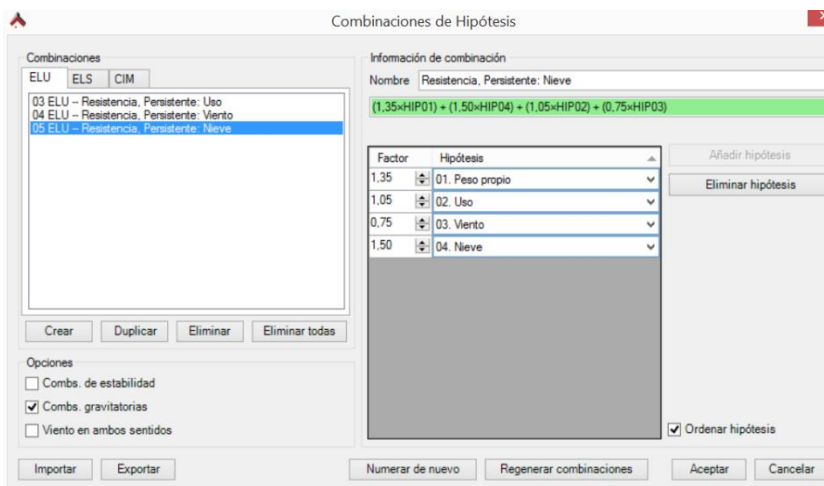 Combinaciones de Hipótesis
Combinaciones
ELU ELS CIM
03 ELU – Resistencia, Persistente: Uso
04 ELU – Resistencia, Persistente: Viento
05 ELU – Resistencia, Persistente: Nieve
Crear Duplicar Eliminar Eliminar todas
Opciones
Combs. de estabilidad
Combs. gravitatorias
Viento en ambos sentidos
Importar Exportar
Información de combinación
Nombre Resistencia, Persistente: Nieve
(1,35×HIP01) + (1,50×HIP04) + (1,05×HIP02) + (0,75×HIP03)
Factor Hipótesis
1,35 01. Peso propio
1,05 02. Uso
0,75 03. Viento
1,50 04. Nieve
Añadir hipótesis
Eliminar hipótesis
Ordenar hipótesis
Numerar de nuevo Regenerar combinaciones Aceptar Cancelar